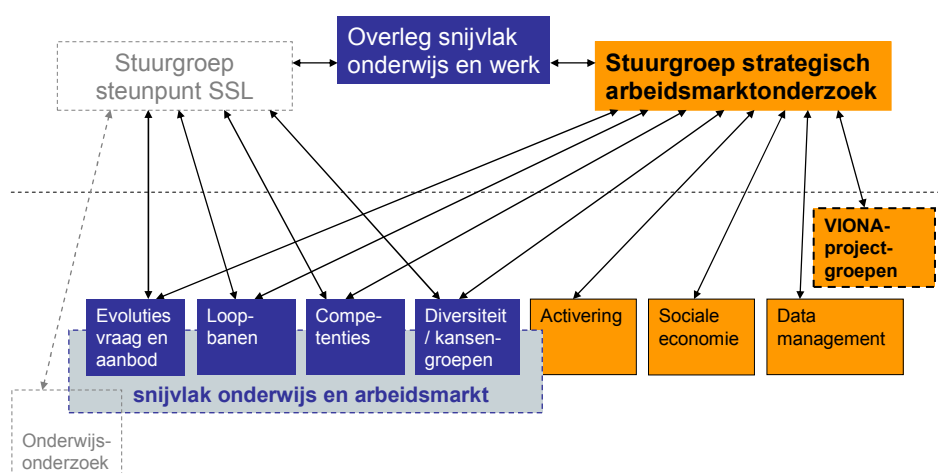 Overleg snijvlak
onderwijs en werk
Stuurgroep
steunpunt SSL
Stuurgroep strategisch
arbeidsmarktonderzoek
VIONA-
project-
groepen
Evoluties
vraag en
aanbod
Loop-
banen
Compe-
tenties
Diversiteit
/ kansen-
groepen
Activering
Sociale
economie
Data
management
snijvlak onderwijs en arbeidsmarkt
Onderwijs-
onderzoek